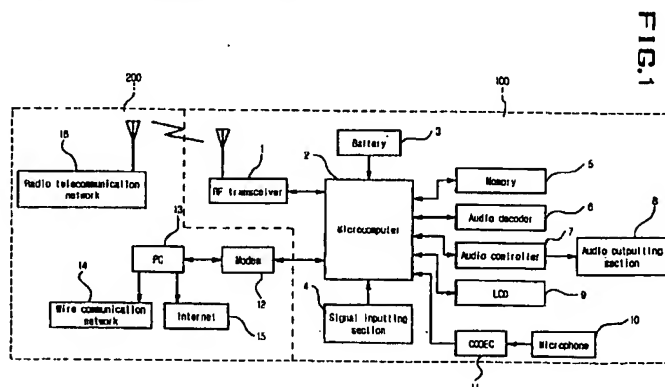 FIG.1
200
100
16
Radio telecommunication
network
1
RF transceiver
2
Microcomputer
3
Battery
Memory
5
Audio decoder
6
Audio controller
7
Audio outputting
section
8
LCD
9
13
PC
Modem
12
14
Wire communication
network
Internet
15
4
Signal inputting
section
CODEC
11
Microphone
10